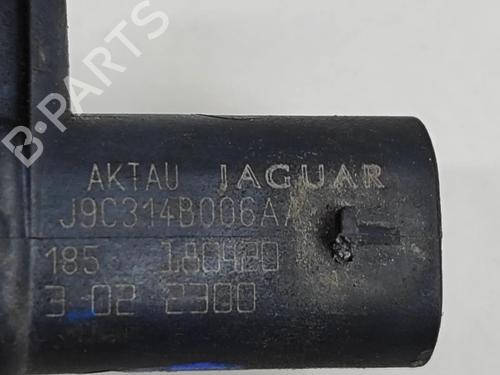 B-PARTS
AKTAU JAGUAR
J9C314B006AA
185 180420
3 02 2300